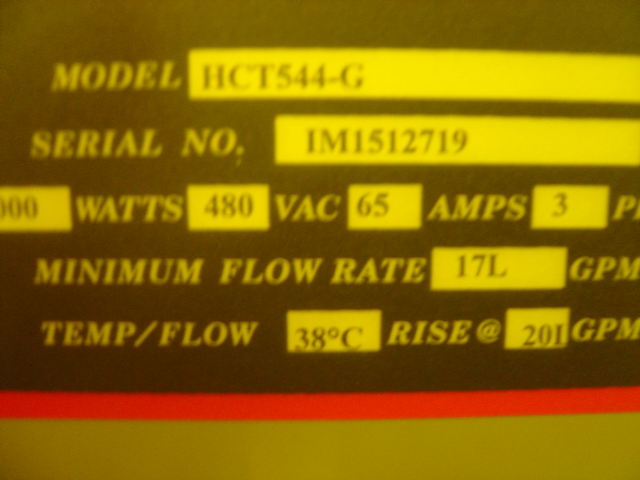 MODEL HCT544-G
SERIAL NO. IM1512719
000 WATTS 480 VAC 65 AMPS 3
MINIMUM FLOW RATE 17L GPM
TEMP/FLOW 38°C RISE @ 20L GPM